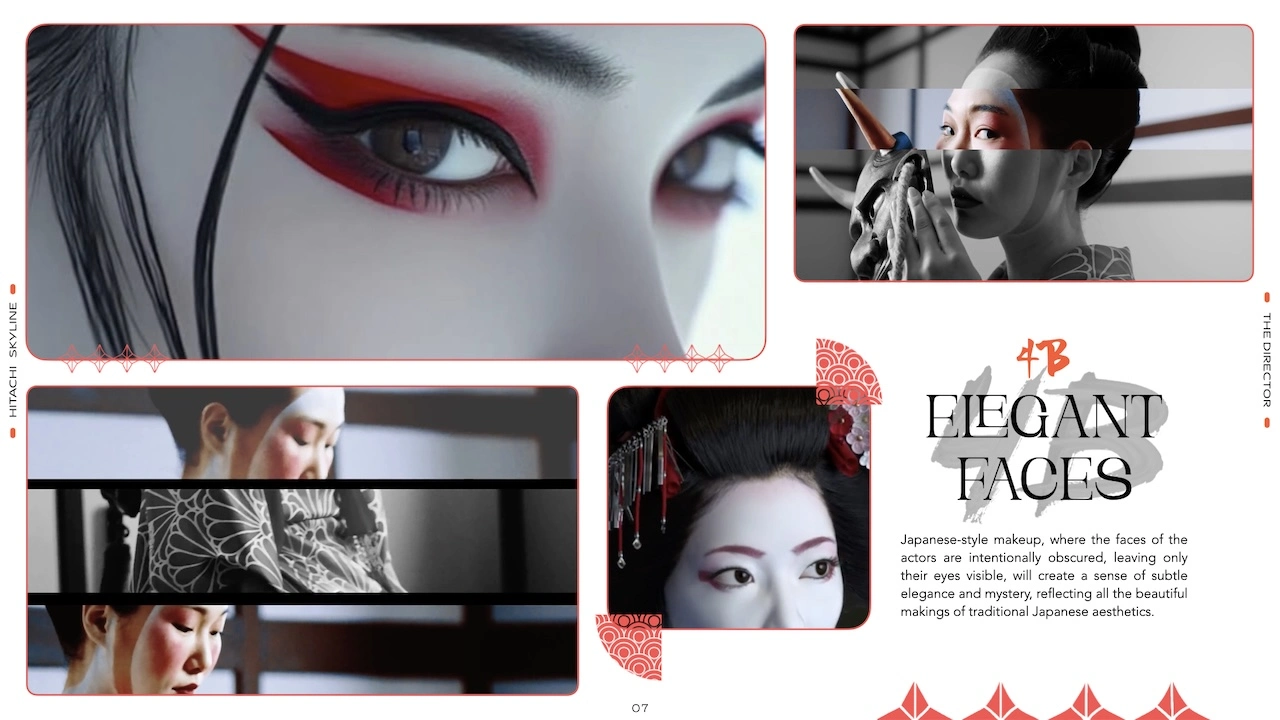 HITACHI SKYLINE
THE DIRECTOR
4B
4B
ELEGANT
FACES
Japanese-style makeup, where the faces of the
actors are intentionally obscured, leaving only
their eyes visible, will create a sense of subtle
elegance and mystery, reflecting all the beautiful
makings of traditional Japanese aesthetics.
07